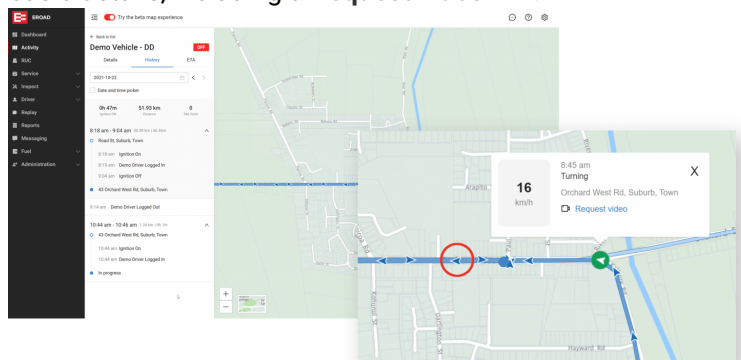 EROAD
Try the beta map experience
Dashboard
Activity
RUC
Service
Inspect
Driver
Replay
Reports
Messaging
Fuel
Administration
Back to list
Demo Vehicle - DD
OFF
Details History ETA
2021-10-22
Date and time picker
0h 47m 51.93 km 0
Ignition ON Distance
8:18 am - 9:04 am
Road St, Suburb, Town
8:18 am Ignition On
8:19 am Demo Driver Logged In
9:04 am Ignition Off
43 Orchard West Rd, Suburb, Town
9:14 am Demo Driver Logged Out
10:44 am - 10:46 am
43 Orchard West Rd, Suburb, Town
10:44 am Ignition On
10:44 am Demo Driver Logged In
In progress
8:45 am
Turning
16
km/h
X
Orchard West Rd, Suburb, Town
Request video
Hayward Rd